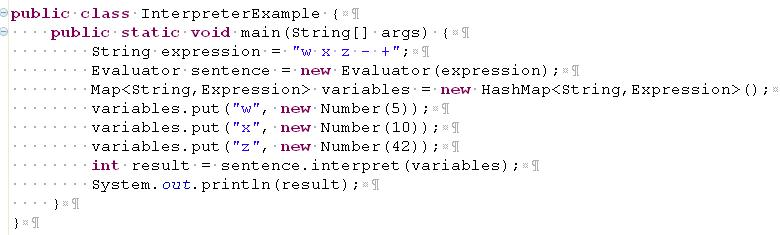 public class InterpreterExample {
    public static void main(String[] args) {
        String expression = "w x z - +";
        Evaluator sentence = new Evaluator(expression);
        Map<String,Expression> variables = new HashMap<String,Expression>();
        variables.put("w", new Number(5));
        variables.put("x", new Number(10));
        variables.put("z", new Number(42));
        int result = sentence.interpret(variables);
        System.out.println(result);
    }
}